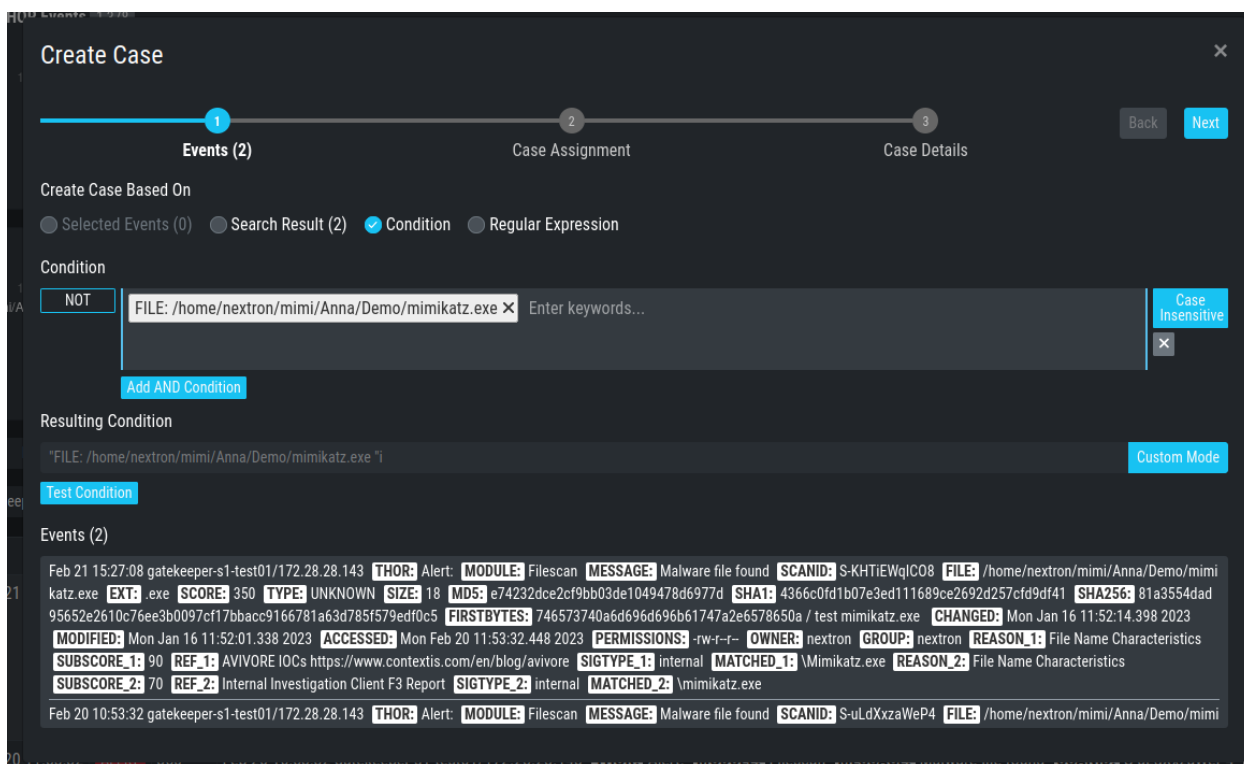 Create Case
×
1
2
3
Back
Next
Events (2)
Case Assignment
Case Details
Create Case Based On
Selected Events (0)
Search Result (2)
Condition
Regular Expression
Condition
NOT
FILE: /home/nextron/mimi/Anna/Demo/mimikatz.exe ✕
Enter keywords...
Case
Insensitive
✕
Add AND Condition
Resulting Condition
"FILE: /home/nextron/mimi/Anna/Demo/mimikatz.exe "i
Custom Mode
Test Condition
Events (2)
Feb 21 15:27:08 gatekeeper-s1-test01/172.28.28.143 THOR: Alert: MODULE: Filescan MESSAGE: Malware file found SCANID: S-KHTiEWqICO8 FILE: /home/nextron/mimi/Anna/Demo/mimi
katz.exe EXT: .exe SCORE: 350 TYPE: UNKNOWN SIZE: 18 MD5: e74232dce2cf9bb03de1049478d6977d SHA1: 4366c0fd1b07e3ed111689ce2692d257cfd9df41 SHA256: 81a3554dad
95652e2610c76ee3b0097cf17bbacc9166781a63d785f579edf0c5 FIRSTBYTES: 746573740a6d696d696b61747a2e6578650a / test mimikatz.exe CHANGED: Mon Jan 16 11:52:14.398 2023
MODIFIED: Mon Jan 16 11:52:01.338 2023 ACCESSED: Mon Feb 20 11:53:32.448 2023 PERMISSIONS: -rw-r--r-- OWNER: nextron GROUP: nextron REASON_1: File Name Characteristics
SUBSCORE_1: 90 REF_1: AVIVORE IOCs https://www.contextis.com/en/blog/avivore SIGTYPE_1: internal MATCHED_1: \Mimikatz.exe REASON_2: File Name Characteristics
SUBSCORE_2: 70 REF_2: Internal Investigation Client F3 Report SIGTYPE_2: internal MATCHED_2: \mimikatz.exe
Feb 20 10:53:32 gatekeeper-s1-test01/172.28.28.143 THOR: Alert: MODULE: Filescan MESSAGE: Malware file found SCANID: S-uLdXxzaWeP4 FILE: /home/nextron/mimi/Anna/Demo/mimi